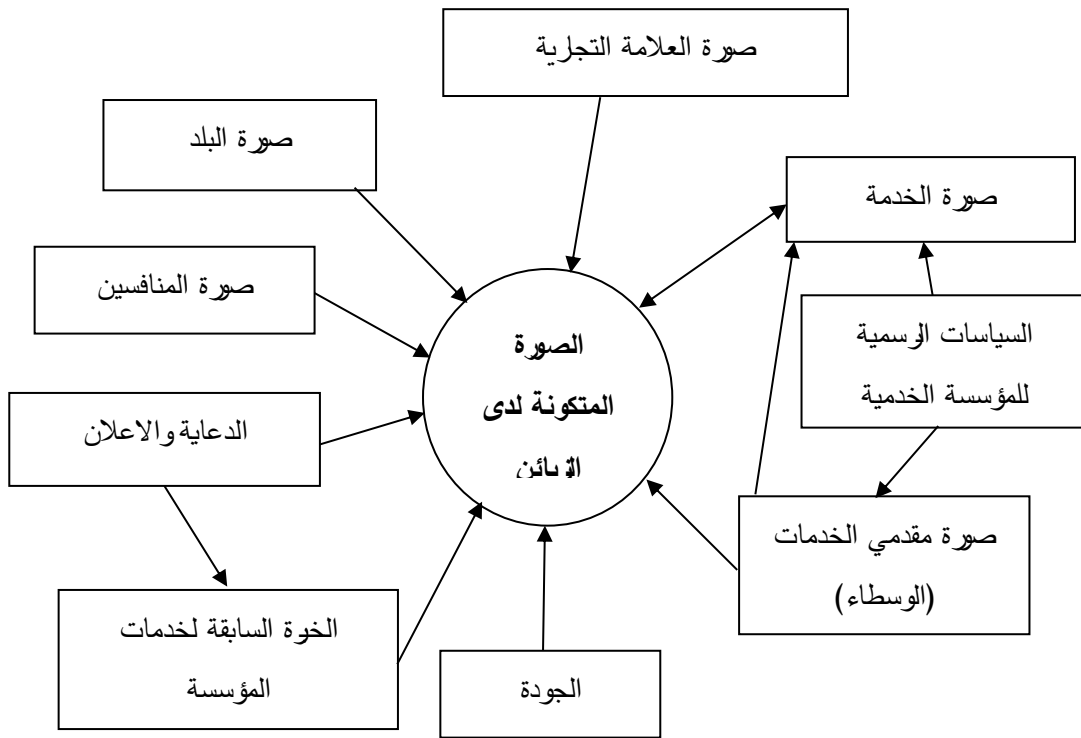 صورة العلامة التجارية
صورة البلد
صورة الخدمة
صورة المنافسين
السياسات الرسمية
للمؤسسة الخدمية
الصورة
المتكونة لدى
الزبائن
الدعاية والاعلان
صورة مقدمي الخدمات
(الوسطاء)
الخبرة السابقة لخدمات
المؤسسة
الجودة